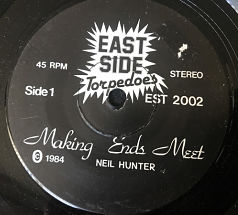 EAST
SIDE
Torpedoes
45 RPM
STEREO
Side 1
EST 2002
Making Ends Meet
℗ 1984
NEIL HUNTER